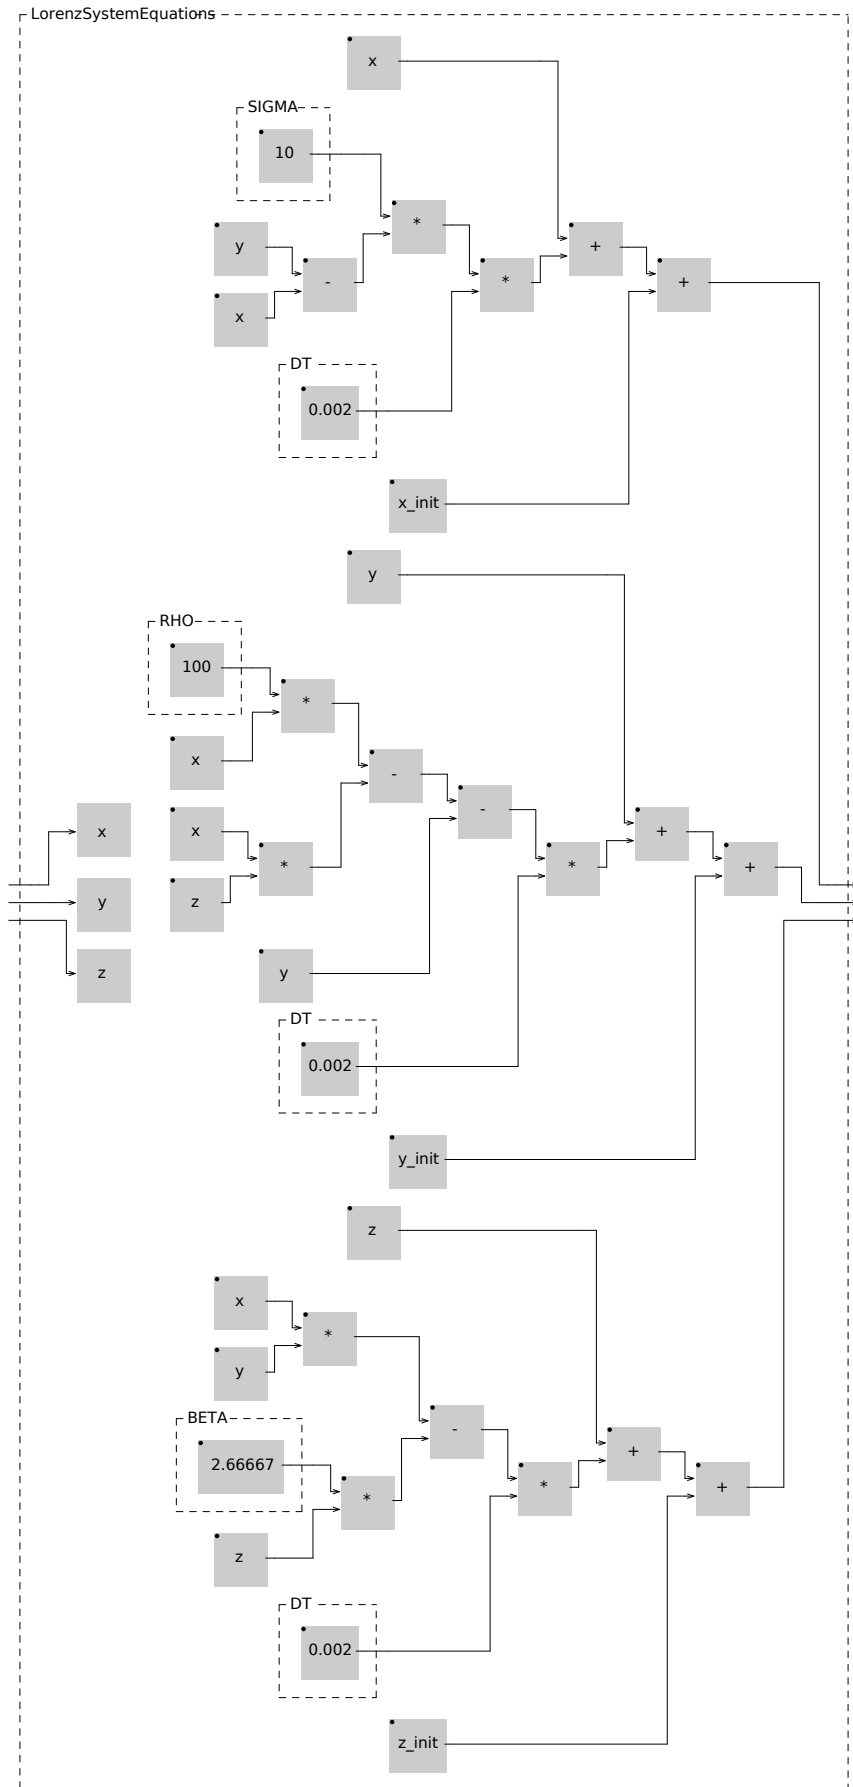 LorenzSystemEquations
x
SIGMA
10
*
y
+
-
*
+
x
DT
0.002
x_init
y
RHO
100
*
x
-
-
x
x
+
*
*
+
y
z
y
z
DT
0.002
y_init
z
x
*
y
BETA
-
+
2.66667
*
*
+
z
DT
0.002
z_init